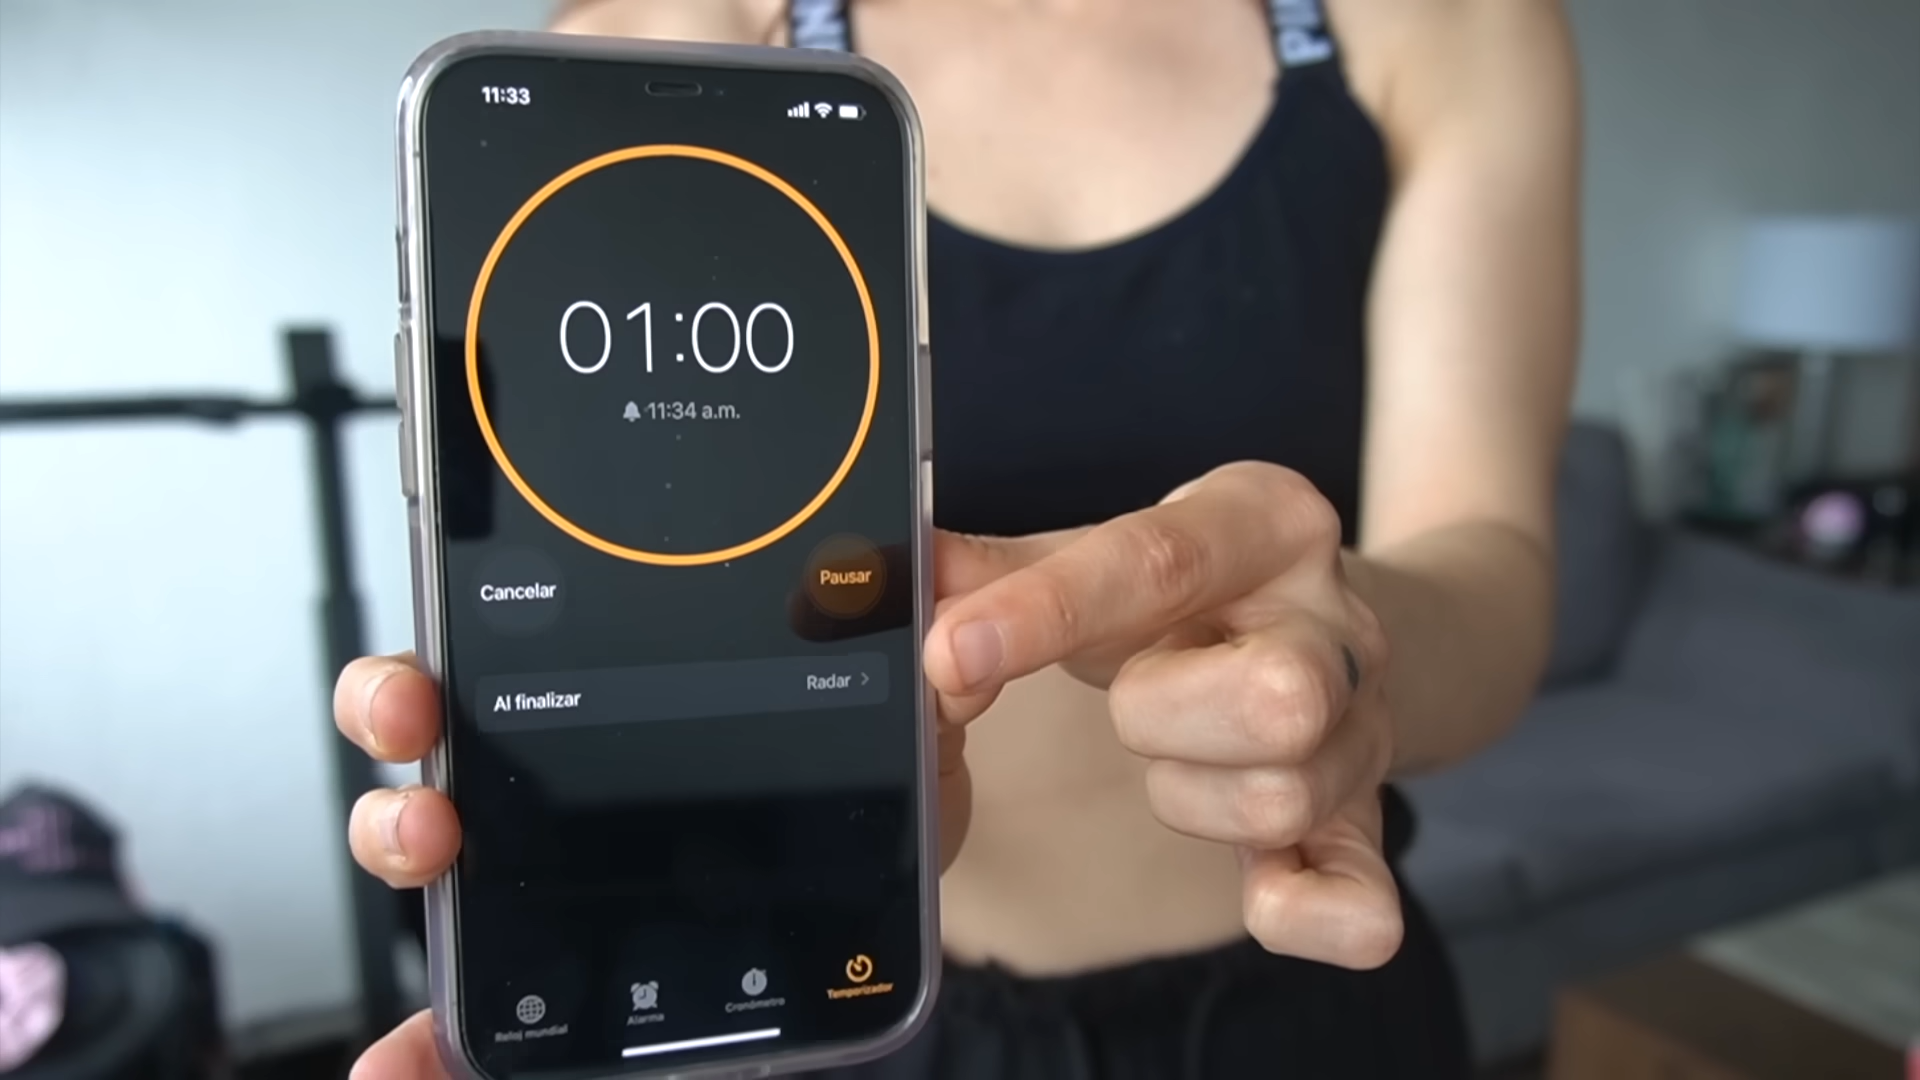 11:33
01:00
11:34 a.m.
Cancelar
Pausar
Al finalizar
Radar >
Reloj mundial
Alarma
Cronómetro
Temporizador